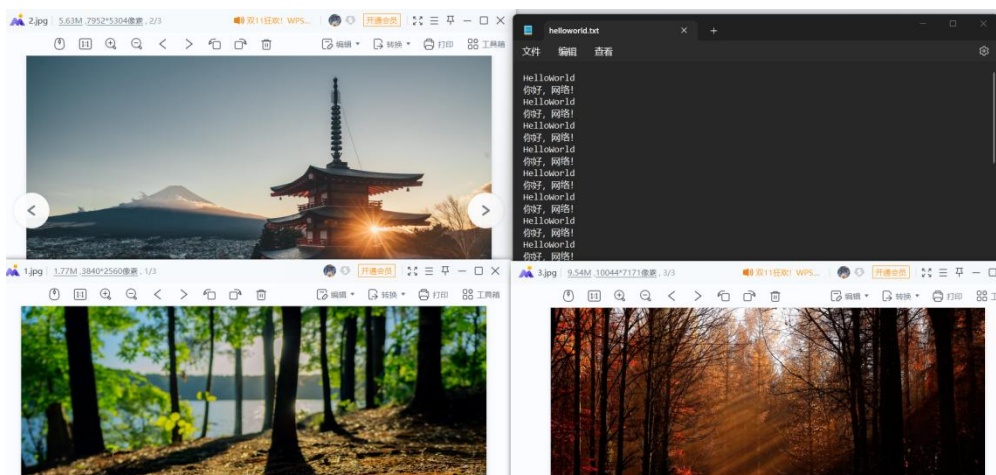 2.jpg 5.63M ,7952*5304像素 , 2/3 双11狂欢! WPS... 开通会员
1:1 编辑 转换 打印 工具箱
helloworld.txt
文件 编辑 查看
HelloWorld
你好, 网络!
HelloWorld
你好, 网络!
HelloWorld
你好, 网络!
HelloWorld
你好, 网络!
HelloWorld
你好, 网络!
HelloWorld
你好, 网络!
HelloWorld
你好, 网络!
HelloWorld
你好, 网络!
1.jpg 1.77M ,3840*2560像素 , 1/3 开通会员
1:1 编辑 转换 打印 工具箱
3.jpg 9.54M ,10044*7171像素 , 3/3 双11狂欢! WPS... 开通会员
1:1 编辑 转换 打印